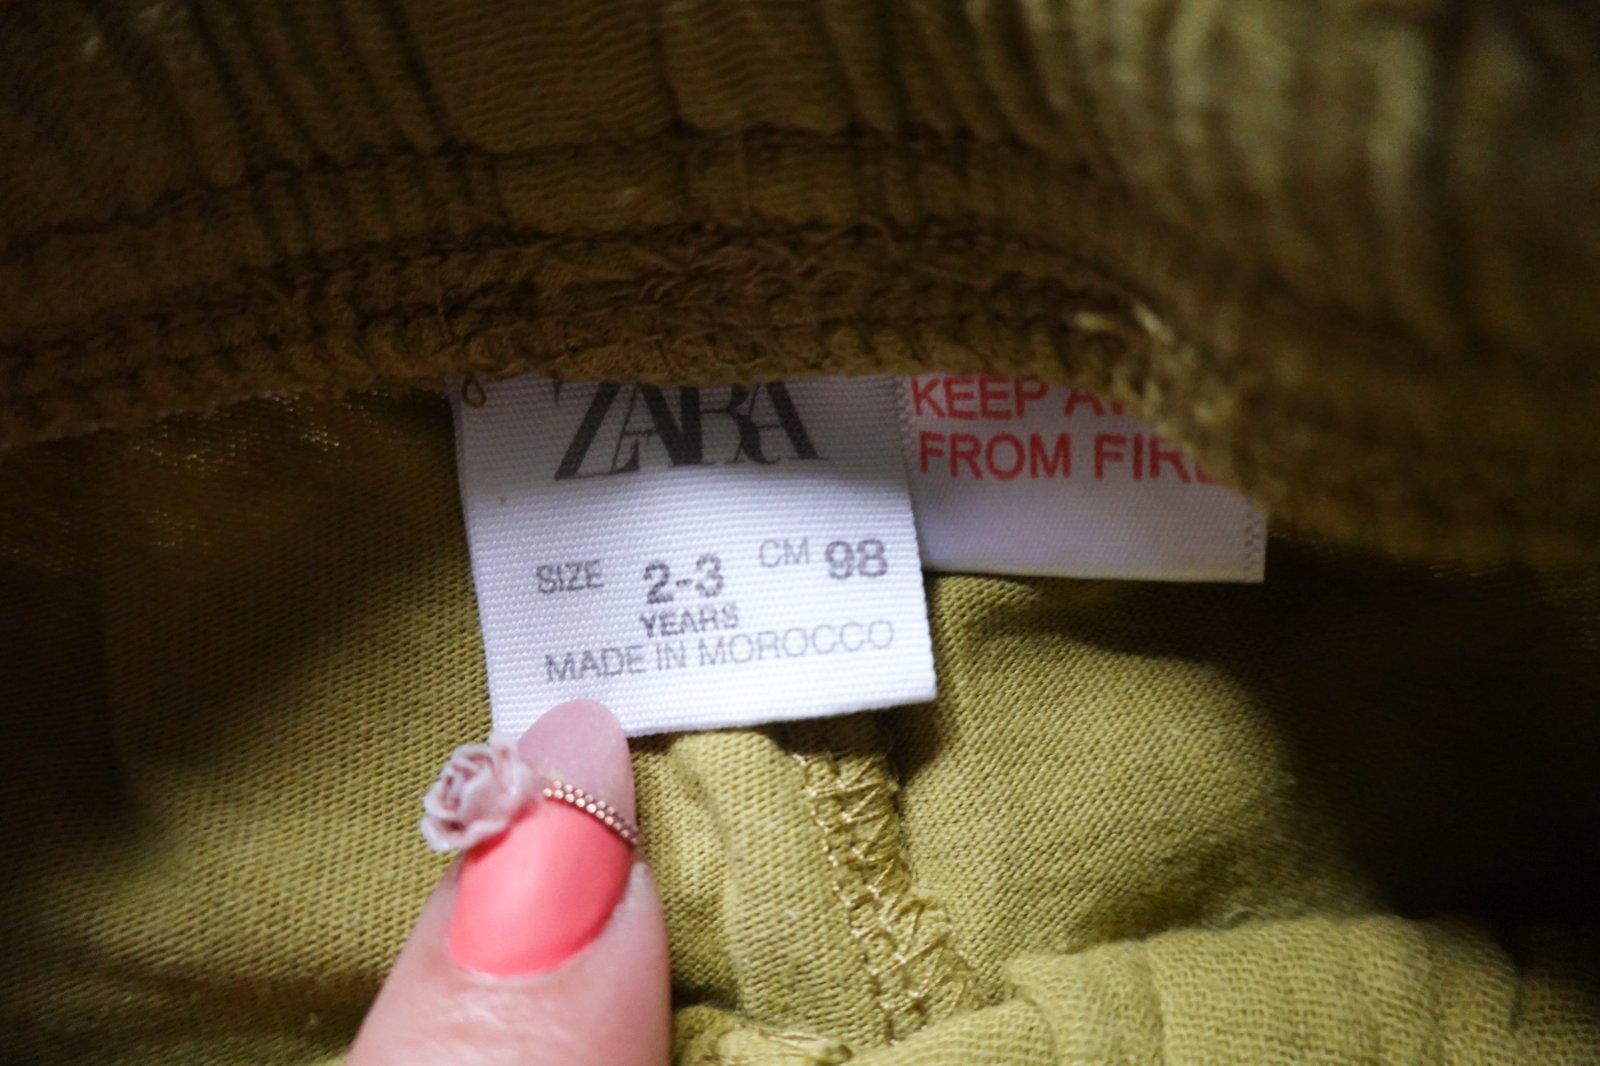 ZARA
SIZE 2-3 CM 98
YEARS
MADE IN MOROCCO
KEEP
FROM FIRE